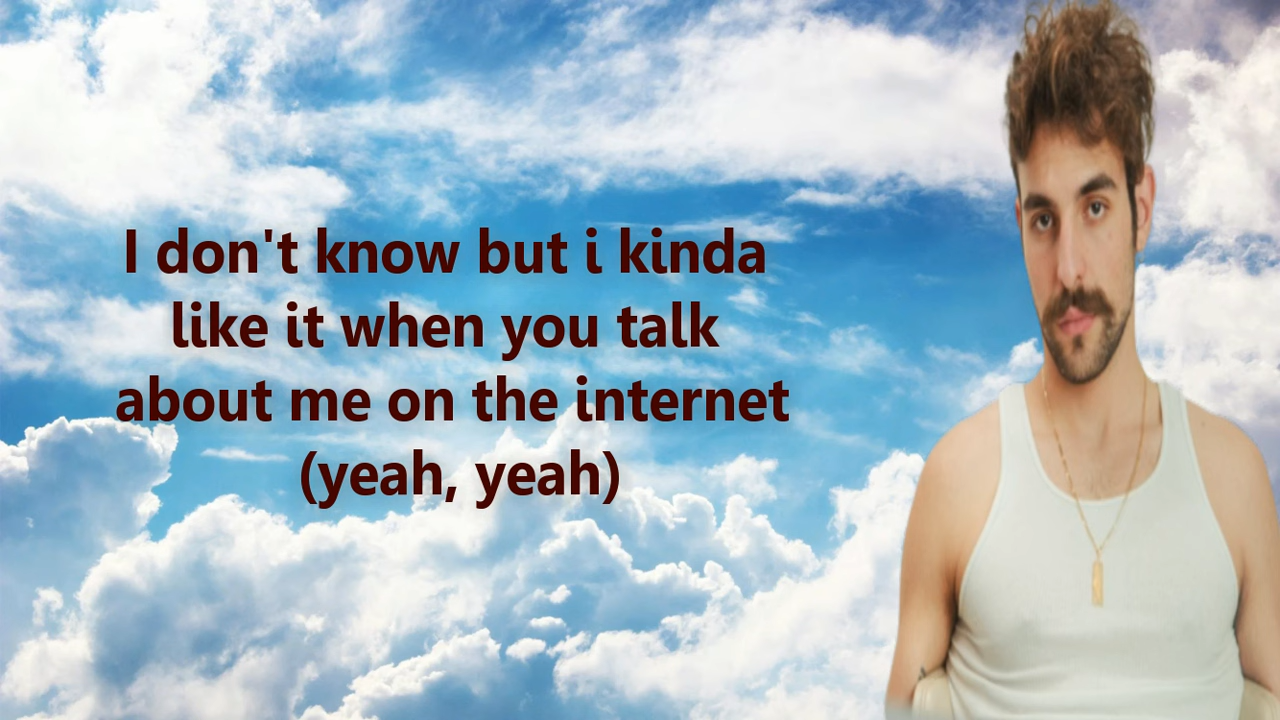 I don't know but i kinda
like it when you talk
about me on the internet
(yeah, yeah)